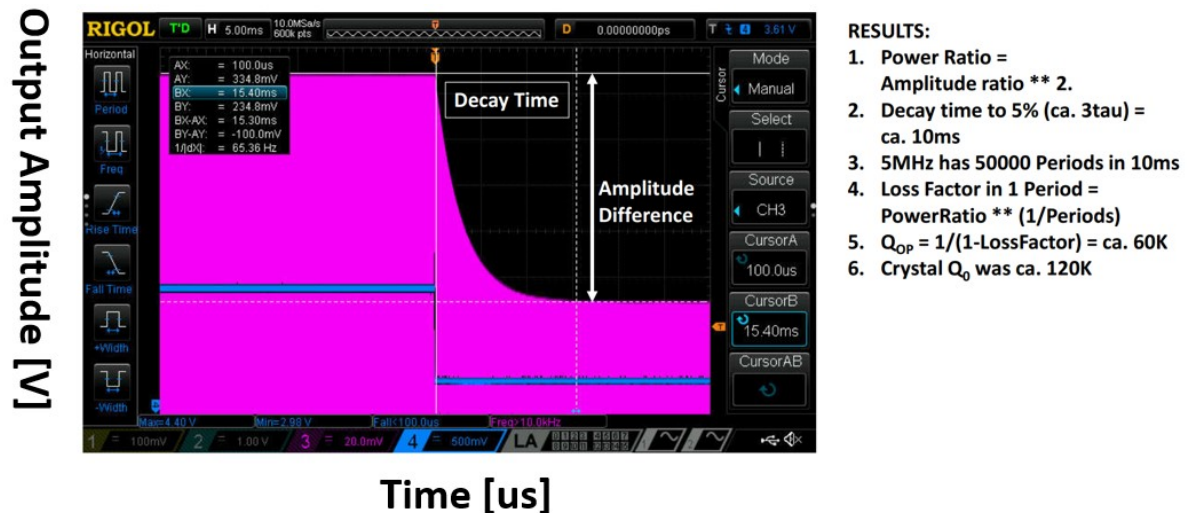 Output Amplitude [V]
RIGOL T'D H 5.00ms 10.0MSa/s 600k pts D 0.00000000ps T 4 3.61 V
Horizontal
Period
Freq
Rise Time
Fall Time
+Width
-Width
AX: = 100.0us
AY: = 334.8mV
BX: = 15.40ms
BY: = 234.8mV
BX-AX: = 15.30ms
BY-AY: = -100.0mV
1/|dX|: = 65.36 Hz
Decay Time
Amplitude
Difference
Cursor
Mode
Manual
Select
Source
CH3
CursorA
100.0us
CursorB
15.40ms
CursorAB
Max=4.40 V Min=2.98 V Fall<100.0us Freq>10.0kHz
1 = 100mV 2 = 1.00 V 3 = 20.0mV 4 = 500mV LA
Time [us]
RESULTS:
1. Power Ratio =
Amplitude ratio ** 2.
2. Decay time to 5% (ca. 3tau) =
ca. 10ms
3. 5MHz has 50000 Periods in 10ms
4. Loss Factor in 1 Period =
PowerRatio ** (1/Periods)
5. Q_OP = 1/(1-LossFactor) = ca. 60K
6. Crystal Q_0 was ca. 120K